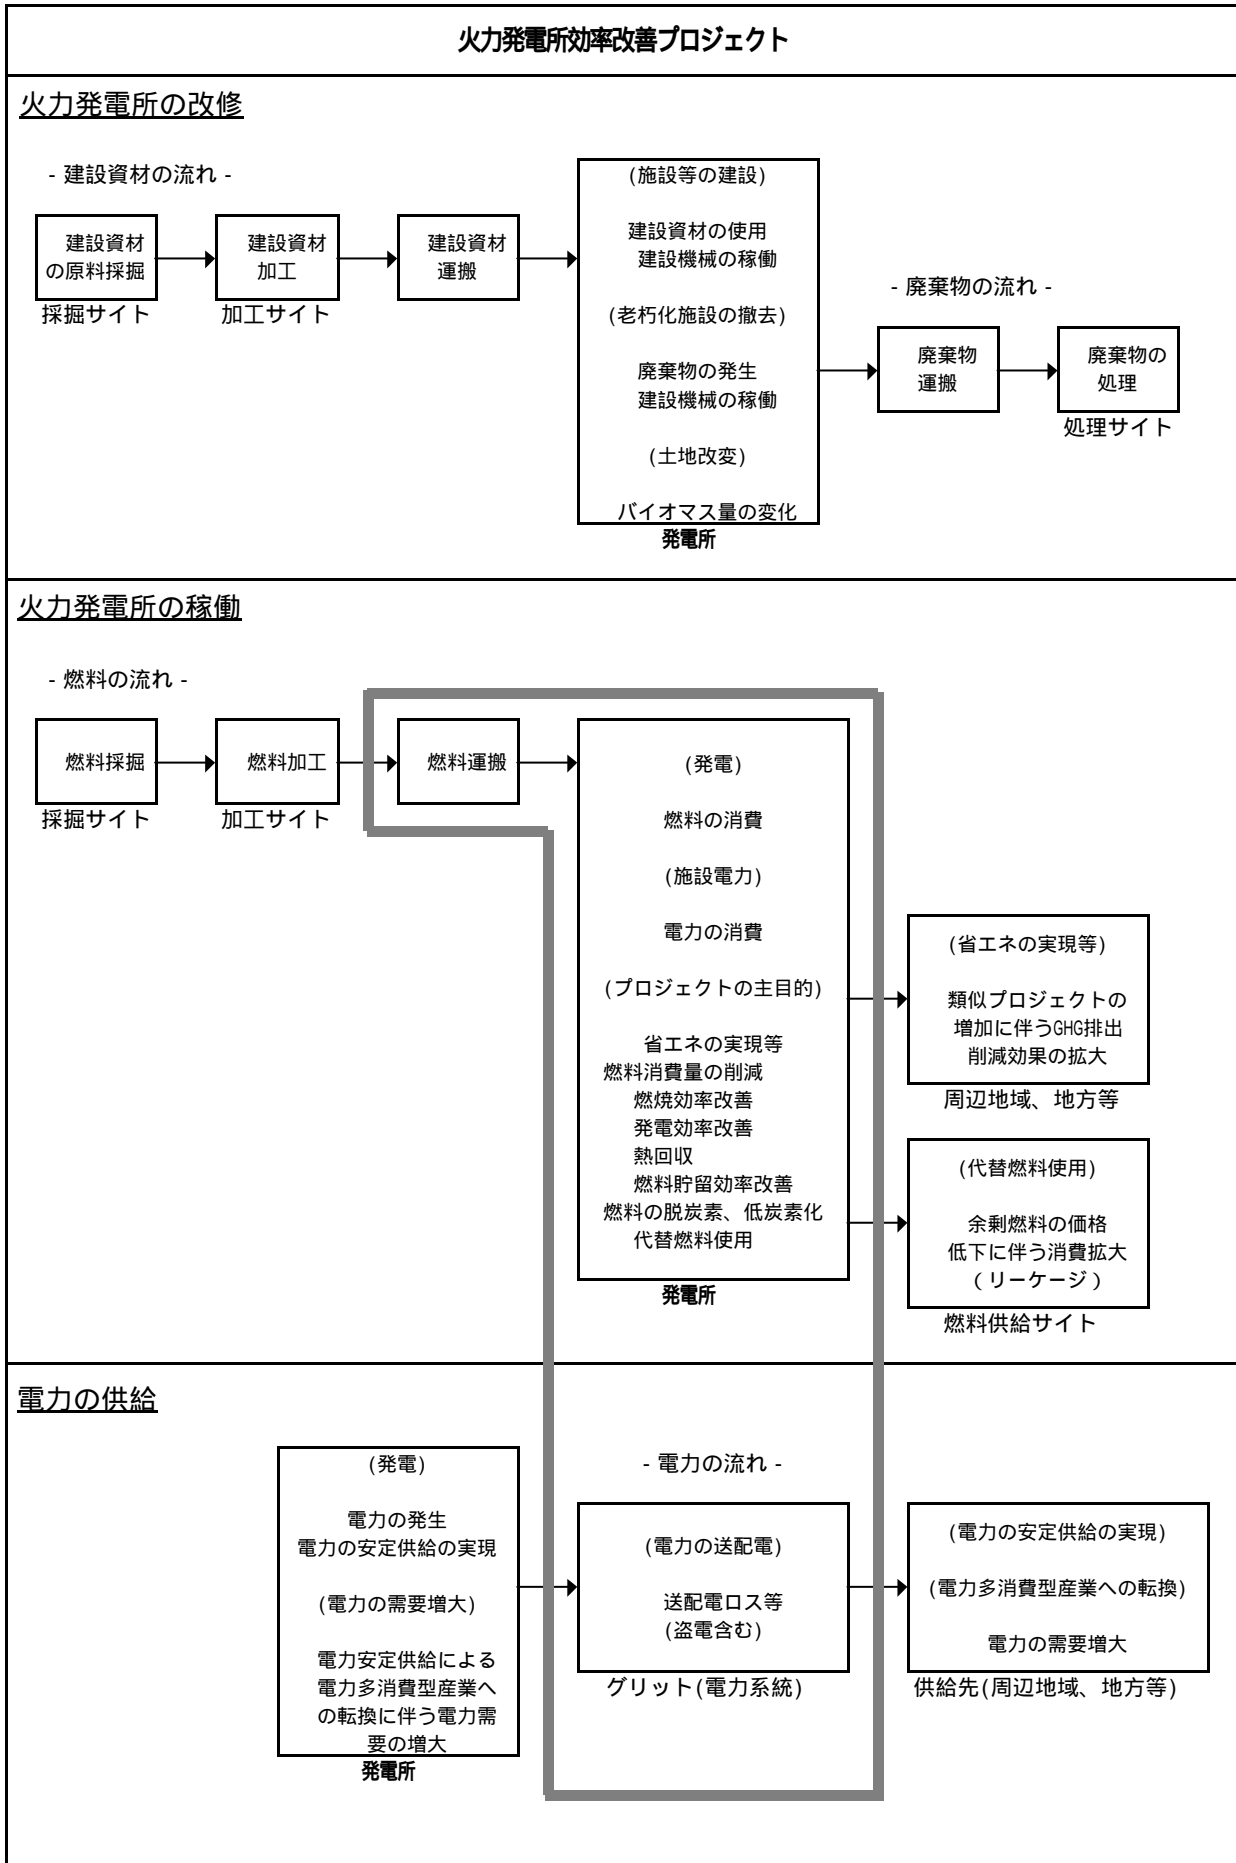 火力発電所効率改善プロジェクト
火力発電所の改修
- 建設資材の流れ -
建設資材
の原料採掘
採掘サイト
建設資材
加工
加工サイト
建設資材
運搬
(施設等の建設)
建設資材の使用
建設機械の稼働
(老朽化施設の撤去)
廃棄物の発生
建設機械の稼働
(土地改変)
バイオマス量の変化
発電所
- 廃棄物の流れ -
廃棄物
運搬
廃棄物の
処理
処理サイト
火力発電所の稼働
- 燃料の流れ -
燃料採掘
採掘サイト
燃料加工
加工サイト
燃料運搬
(発電)
燃料の消費
(施設電力)
電力の消費
(プロジェクトの主目的)
省エネの実現等
燃料消費量の削減
燃焼効率改善
発電効率改善
熱回収
燃料貯留効率改善
燃料の脱炭素、低炭素化
代替燃料使用
発電所
(省エネの実現等)
類似プロジェクトの
増加に伴うGHG排出
削減効果の拡大
周辺地域、地方等
(代替燃料使用)
余剰燃料の価格
低下に伴う消費拡大
(リーケージ)
燃料供給サイト
電力の供給
(発電)
電力の発生
電力の安定供給の実現
(電力の需要増大)
電力安定供給による
電力多消費型産業へ
の転換に伴う電力需
要の増大
発電所
- 電力の流れ -
(電力の送配電)
送配電ロス等
(盗電含む)
グリット(電力系統)
(電力の安定供給の実現)
(電力多消費型産業への転換)
電力の需要増大
供給先(周辺地域、地方等)